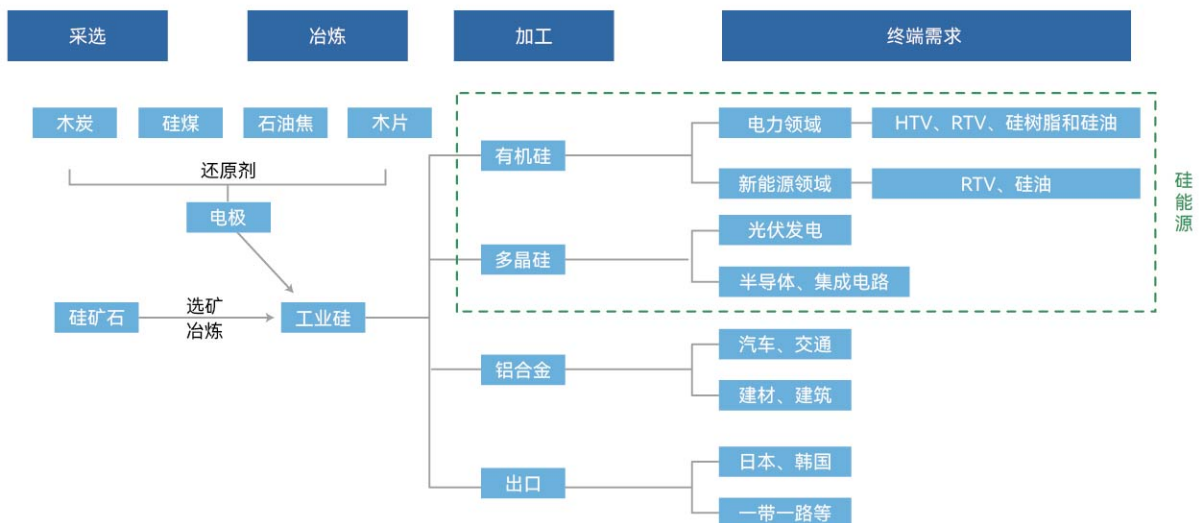 采选
冶炼
加工
终端需求
木炭
硅煤
石油焦
木片
还原剂
电极
硅矿石
选矿
冶炼
工业硅
有机硅
电力领域
HTV、RTV、硅树脂和硅油
新能源领域
RTV、硅油
多晶硅
光伏发电
半导体、集成电路
硅能源
铝合金
汽车、交通
建材、建筑
出口
日本、韩国
一带一路等